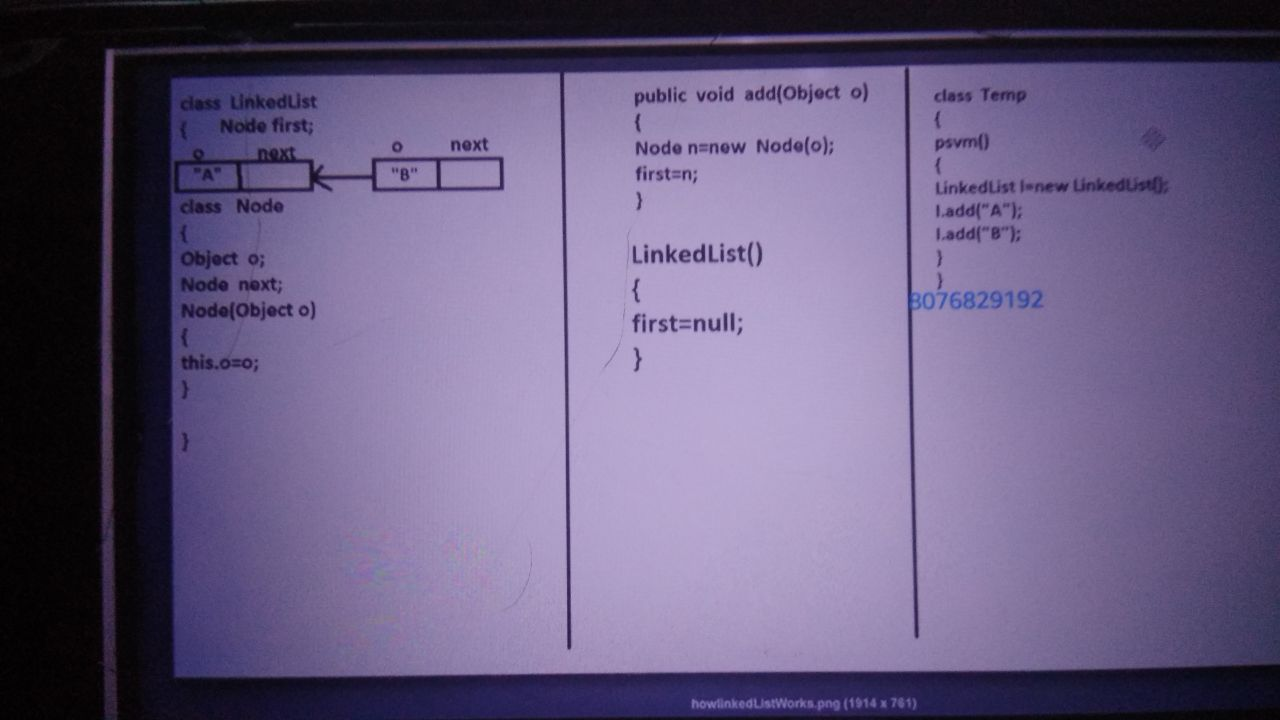 class LinkedList
{ Node first;
o next
"A"
o next
"B"
class Node
{
Object o;
Node next;
Node(Object o)
{
this.o=o;
}
}
public void add(Object o)
{
Node n=new Node(o);
first=n;
}
LinkedList()
{
first=null;
}
class Temp
{
psvm()
{
LinkedList l=new LinkedList();
l.add("A");
l.add("B");
}
}
8076829192
howlinkedListWorks.png (1914 x 761)